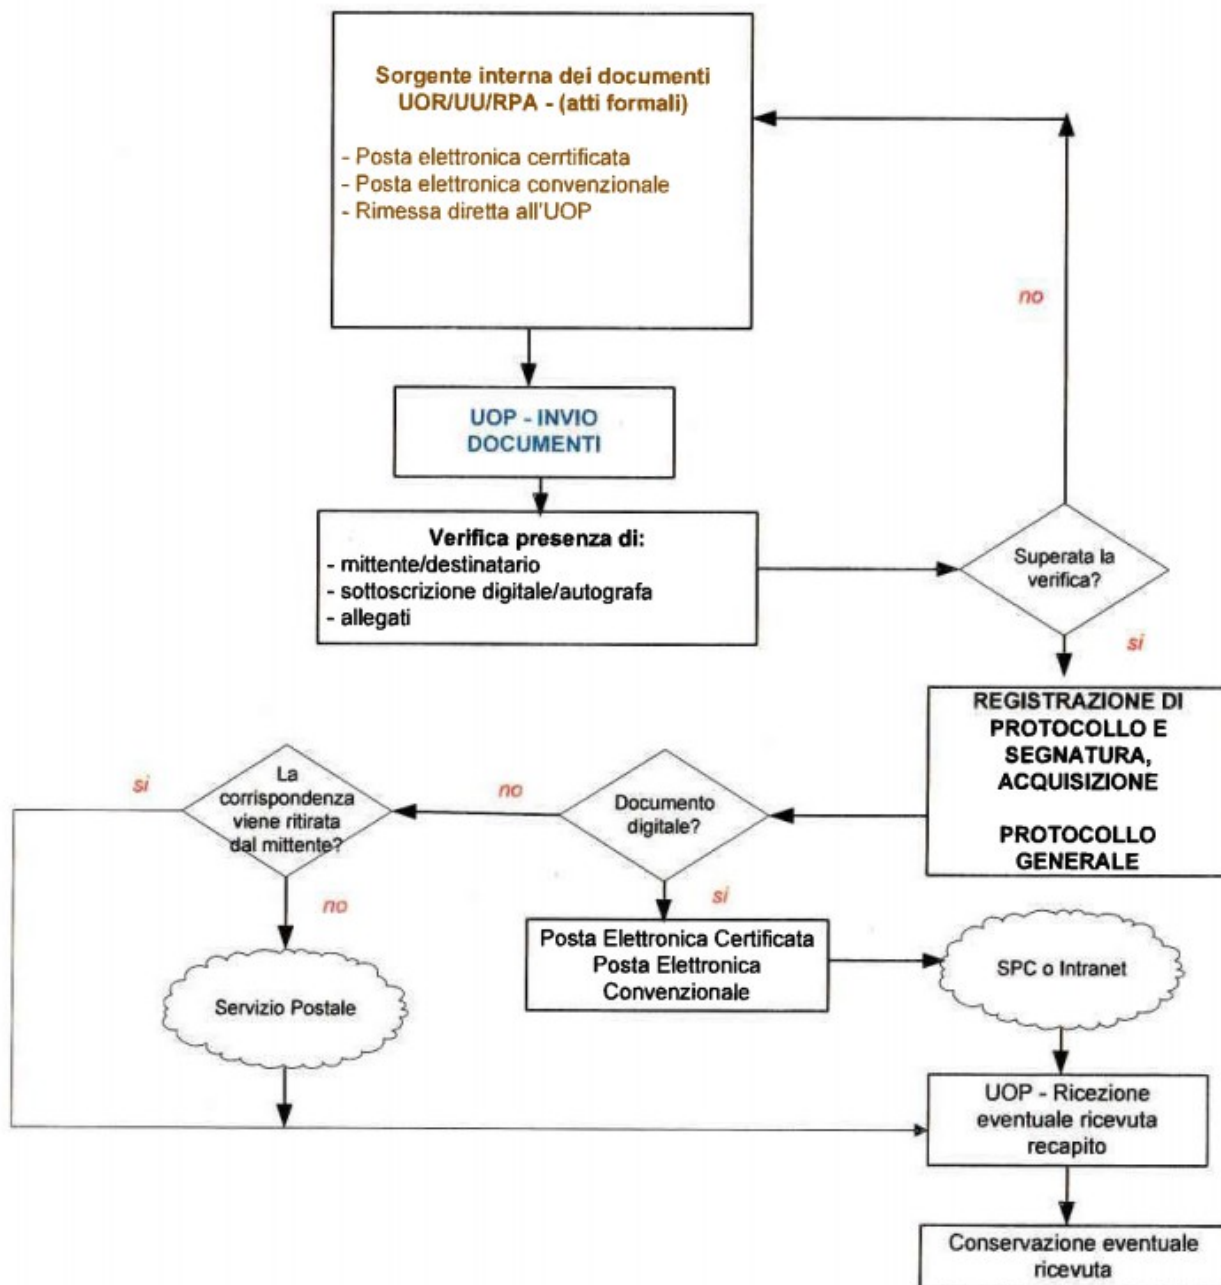 Sorgente interna dei documenti
UOR/UU/RPA - (atti formali)
- Posta elettronica cerrtificata
- Posta elettronica convenzionale
- Rimessa diretta all'UOP
no
UOP - INVIO
DOCUMENTI
Verifica presenza di:
- mittente/destinatario
- sottoscrizione digitale/autografa
- allegati
Superata la
verifica?
si
REGISTRAZIONE DI
PROTOCOLLO E
SEGNATURA,
ACQUISIZIONE
PROTOCOLLO
GENERALE
Documento
digitale?
no
La
corrispondenza
viene ritirata
dal mittente?
si
no
si
Posta Elettronica Certificata
Posta Elettronica
Convenzionale
SPC o Intranet
Servizio Postale
UOP - Ricezione
eventuale ricevuta
recapito
Conservazione eventuale
ricevuta